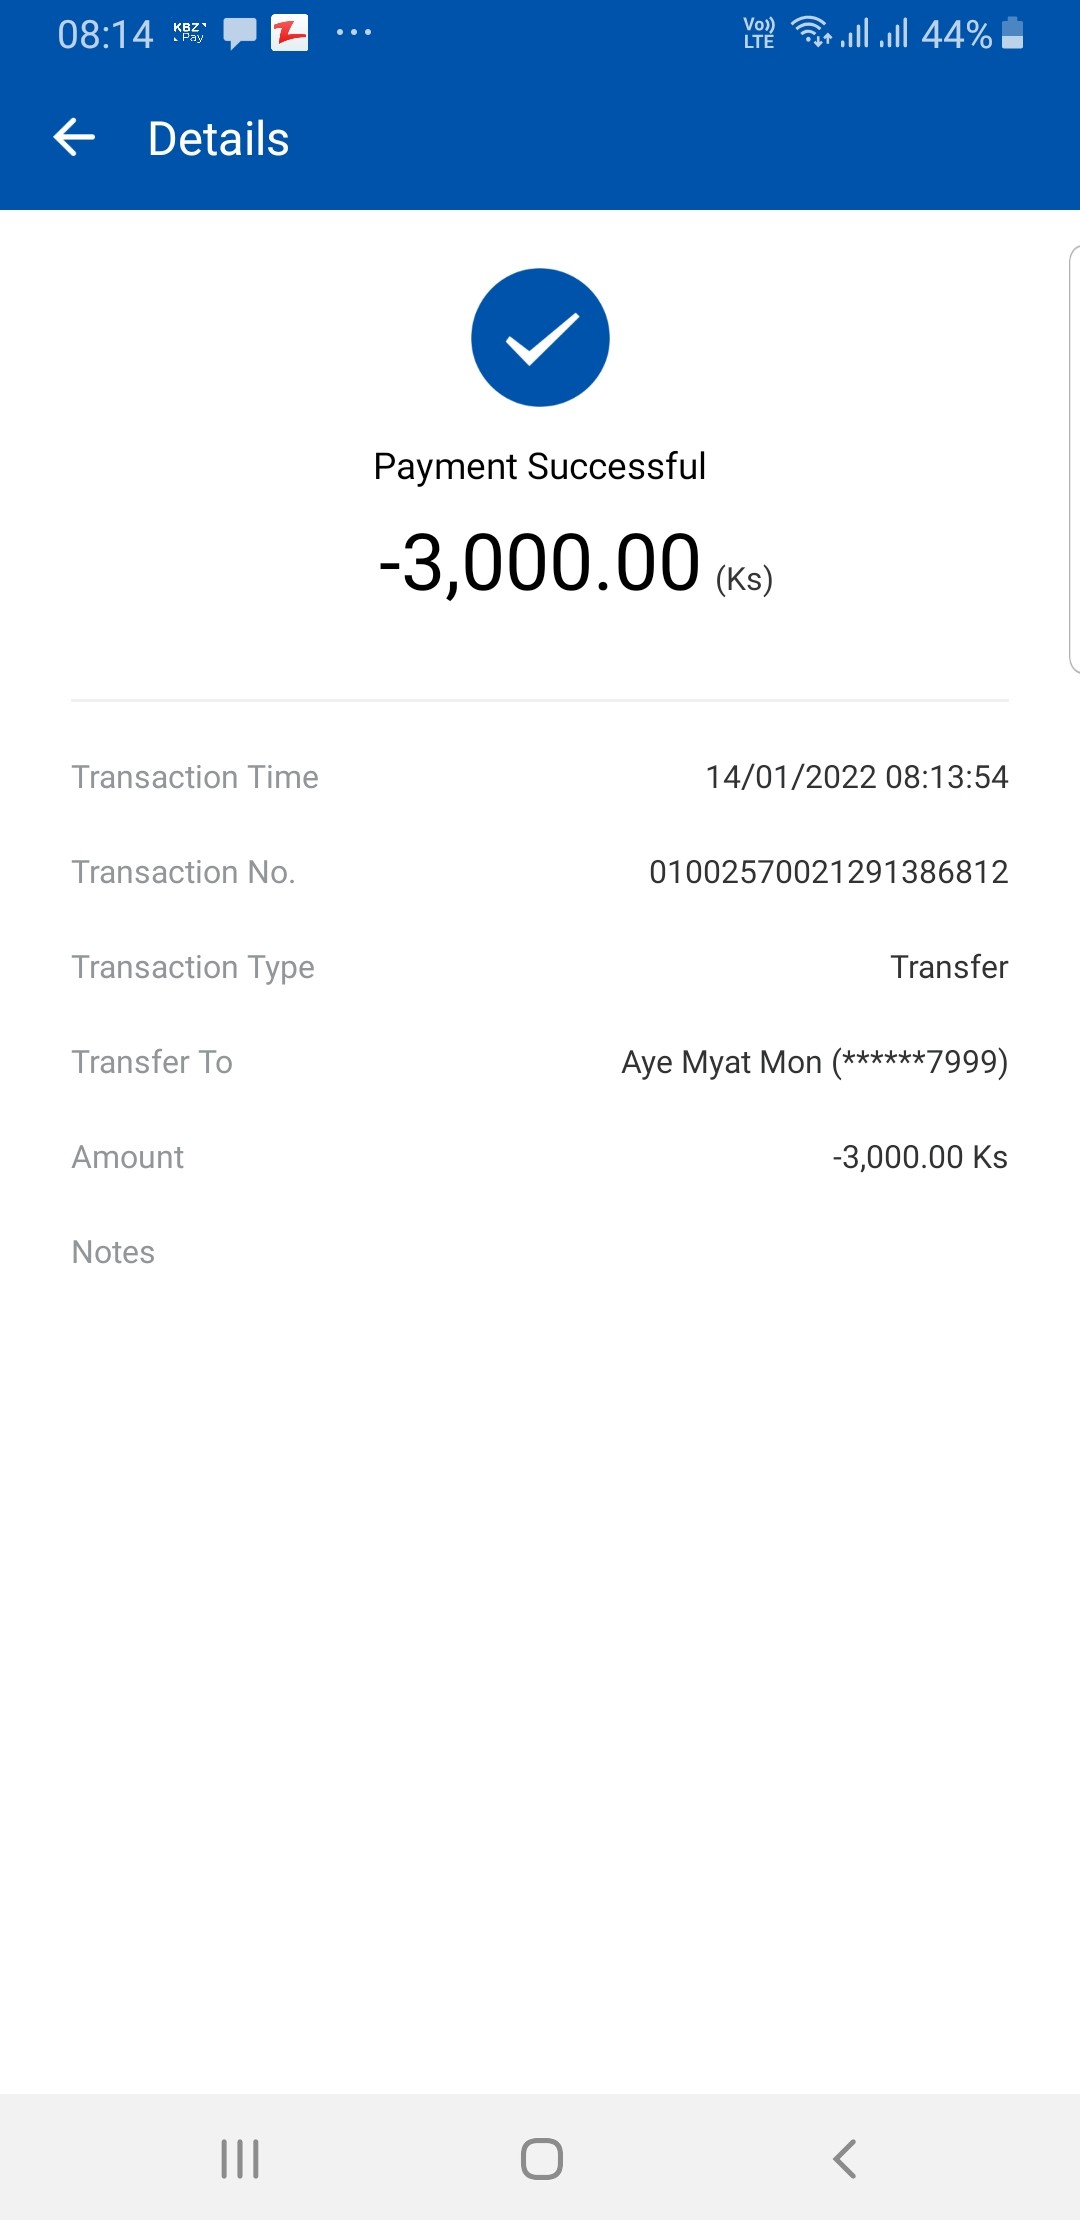 08:14 KBZ Pay Vo)) LTE 44%
Details
Payment Successful
-3,000.00 (Ks)
Transaction Time 14/01/2022 08:13:54
Transaction No. 01002570021291386812
Transaction Type Transfer
Transfer To Aye Myat Mon (******7999)
Amount -3,000.00 Ks
Notes